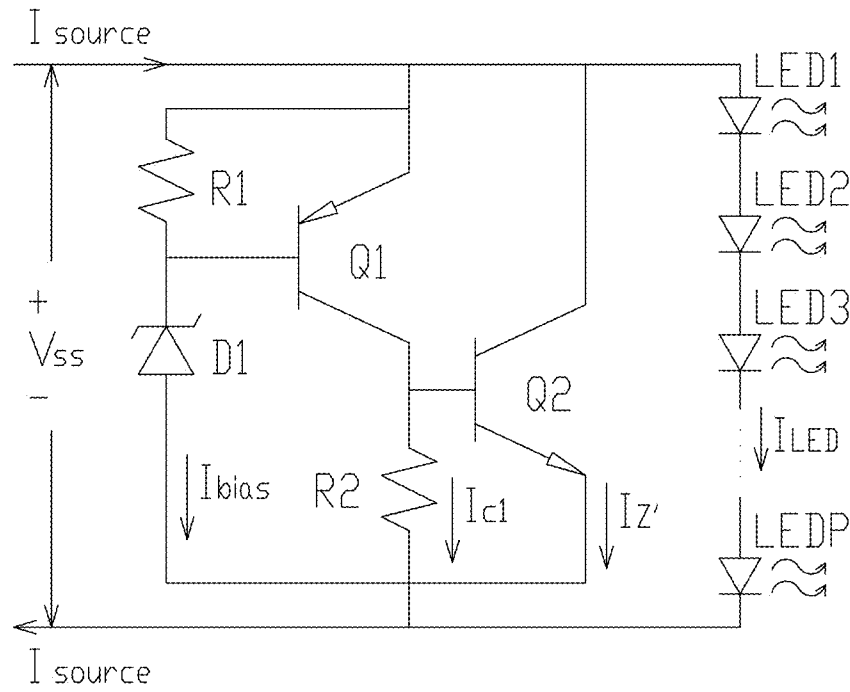 I source
LED1
R1
LED2
Q1
+
LED3
Vss
D1
-
Q2
ILED
Ibias
R2
Ic1
IZ'
LEDP
I source